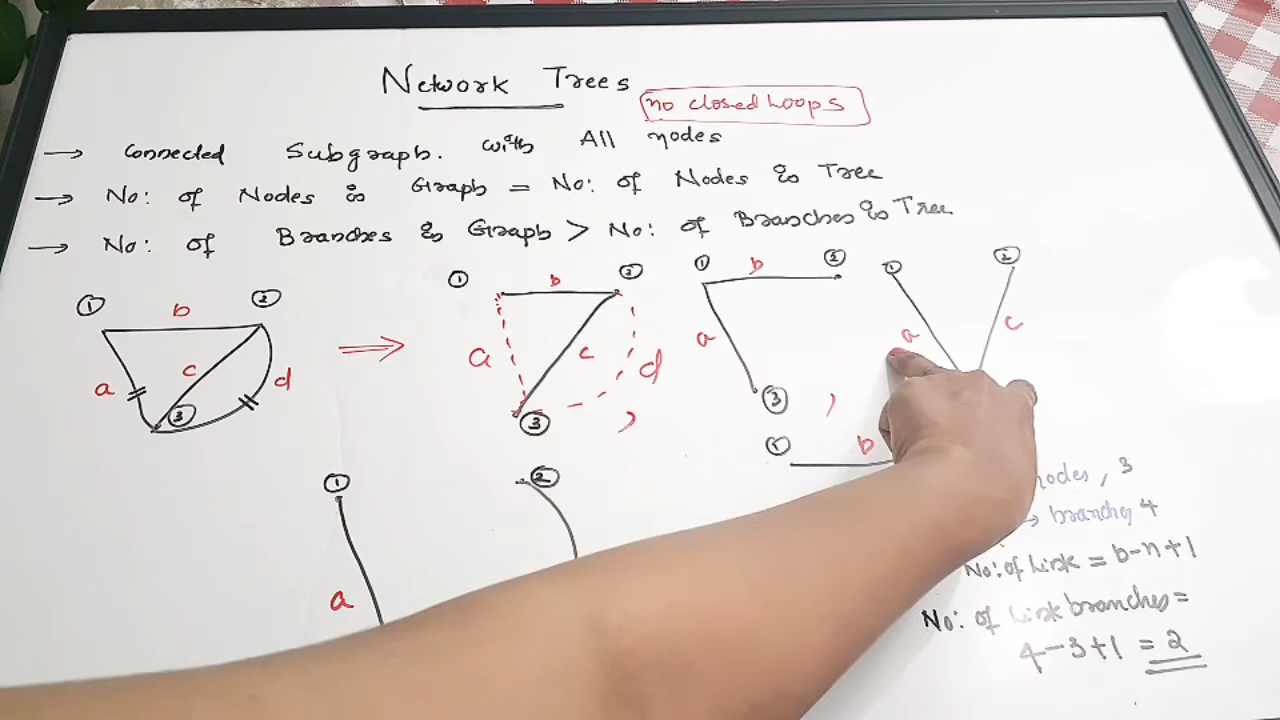 Network Trees
no closed Loops
→ Connected Subgraph. with All nodes
→ No: of Nodes in Graph = No: of Nodes in Tree
→ No: of Branches in Graph > No: of Branches in Tree
① b ② a c d ③
⇒
① b ② a c d ③ ,
① b ② a ③ ,
① ② a c
① b
① ② a
nodes, 3
→ branches 4
No: of Link = b-n+1
No: of Link branches =
4-3+1 = 2